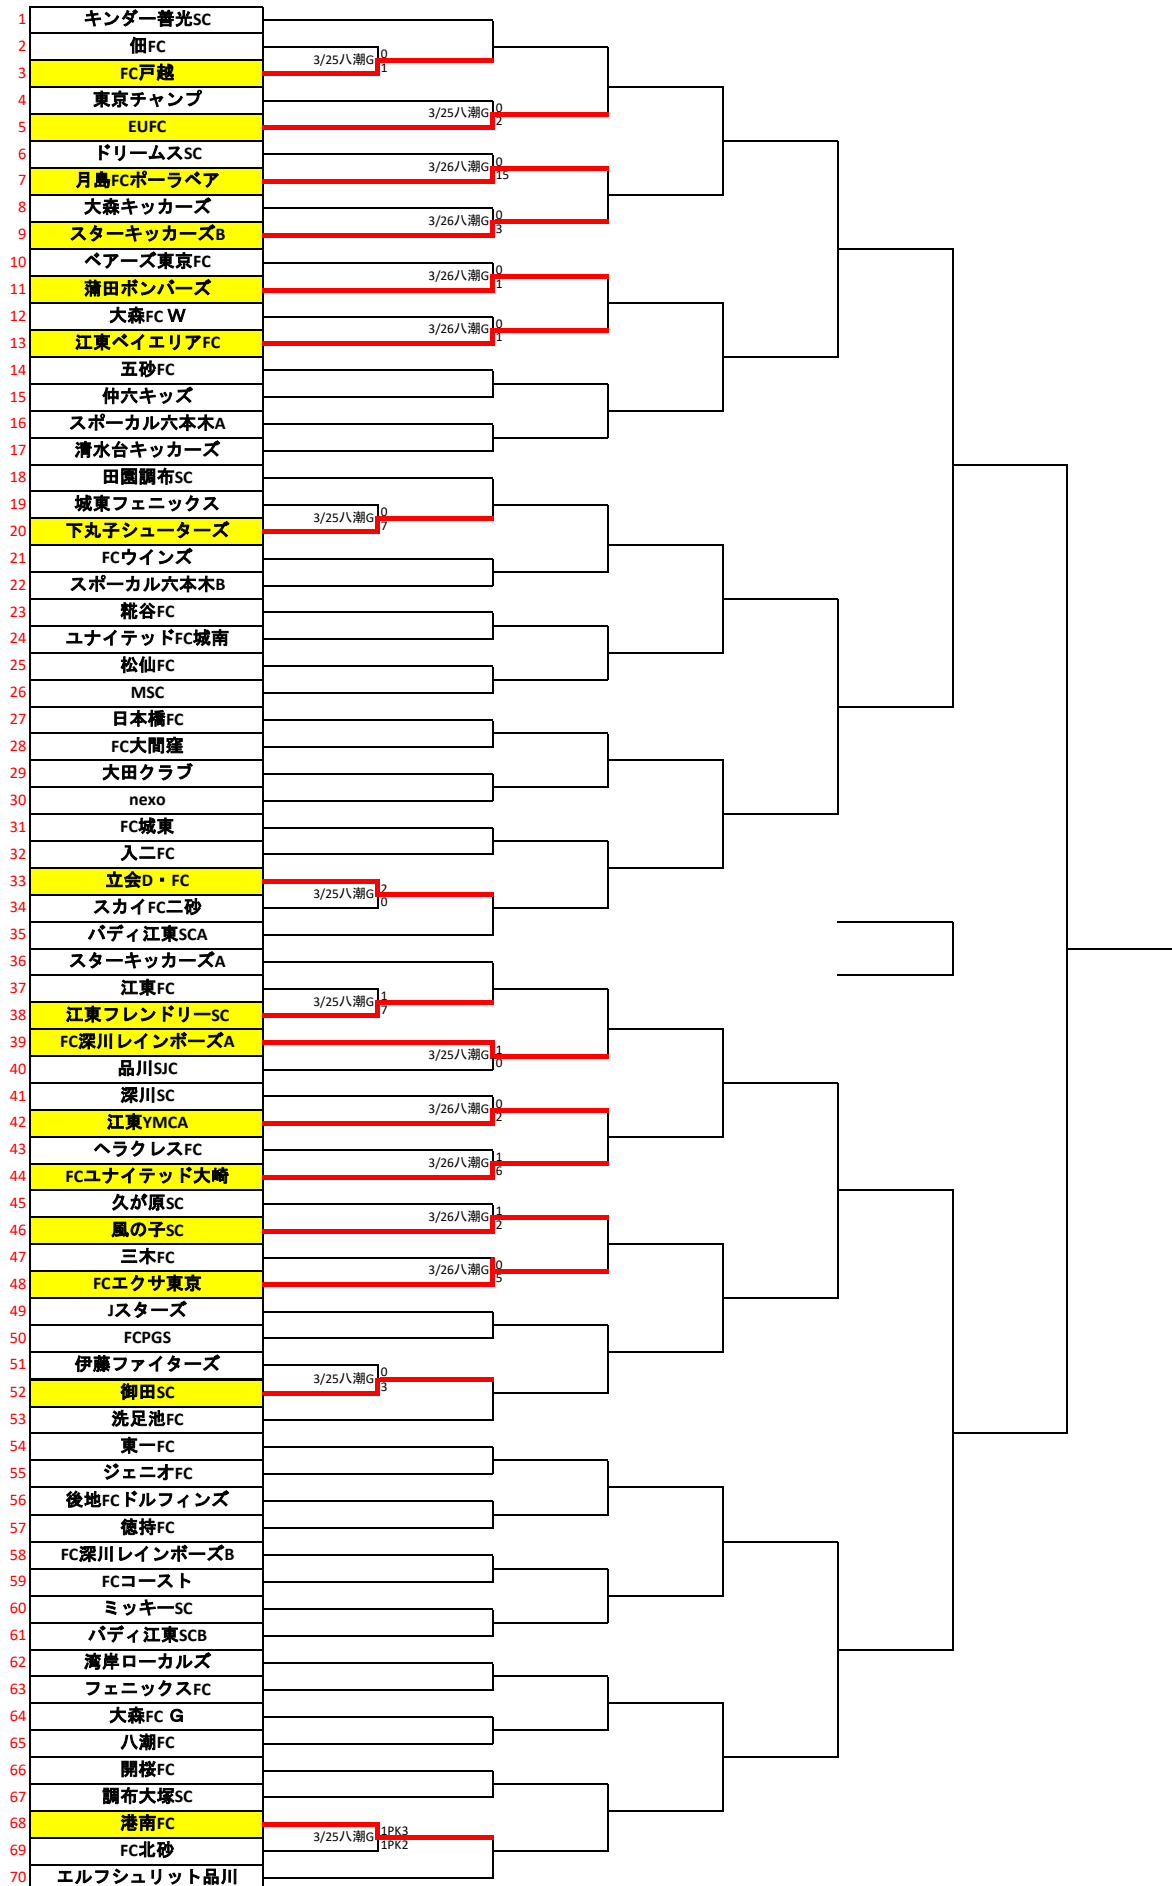 1 キンダー善光SC
2 佃FC
3/25八潮G 0
1
3 FC戸越
4 東京チャンプ
3/25八潮G 0
2
5 EUFC
6 ドリームスSC
3/26八潮G 0
15
7 月島FCポーラベア
8 大森キッカーズ
3/26八潮G 0
3
9 スターキッカーズB
10 ベアーズ東京FC
3/26八潮G 0
1
11 蒲田ボンバーズ
12 大森FC W
3/26八潮G 0
1
13 江東ベイエリアFC
14 五砂FC
15 仲六キッズ
16 スポーカル六本木A
17 清水台キッカーズ
18 田園調布SC
19 城東フェニックス
3/25八潮G 0
7
20 下丸子シューターズ
21 FCウインズ
22 スポーカル六本木B
23 糀谷FC
24 ユナイテッドFC城南
25 松仙FC
26 MSC
27 日本橋FC
28 FC大間窪
29 大田クラブ
30 nexo
31 FC城東
32 入二FC
33 立会D・FC
3/25八潮G 2
0
34 スカイFC二砂
35 バディ江東SCA
36 スターキッカーズA
37 江東FC
3/25八潮G 1
7
38 江東フレンドリーSC
39 FC深川レインボーズA
3/25八潮G 1
0
40 品川SJC
41 深川SC
3/26八潮G 0
2
42 江東YMCA
43 ヘラクレスFC
3/26八潮G 1
6
44 FCユナイテッド大崎
45 久が原SC
3/26八潮G 1
2
46 風の子SC
47 三木FC
3/26八潮G 0
5
48 FCエクサ東京
49 Jスターズ
50 FCPGS
51 伊藤ファイターズ
3/25八潮G 0
3
52 御田SC
53 洗足池FC
54 東一FC
55 ジェニオFC
56 後地FCドルフィンズ
57 徳持FC
58 FC深川レインボーズB
59 FCコースト
60 ミッキーSC
61 バディ江東SCB
62 湾岸ローカルズ
63 フェニックスFC
64 大森FC G
65 八潮FC
66 開桜FC
67 調布大塚SC
68 港南FC
3/25八潮G 1PK3
1PK2
69 FC北砂
70 エルフシュリット品川